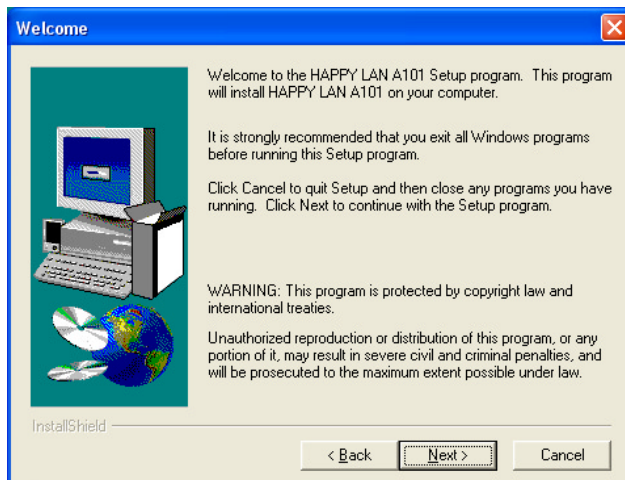 Welcome
Welcome to the HAPPY LAN A101 Setup program. This program
will install HAPPY LAN A101 on your computer.
It is strongly recommended that you exit all Windows programs
before running this Setup program.
Click Cancel to quit Setup and then close any programs you have
running. Click Next to continue with the Setup program.
WARNING: This program is protected by copyright law and
international treaties.
Unauthorized reproduction or distribution of this program, or any
portion of it, may result in severe civil and criminal penalties, and
will be prosecuted to the maximum extent possible under law.
InstallShield
< Back Next > Cancel